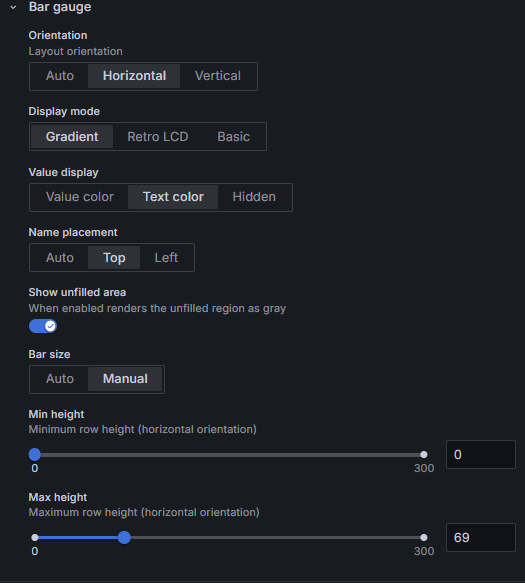 Bar gauge
Orientation
Layout orientation
Auto Horizontal Vertical
Display mode
Gradient Retro LCD Basic
Value display
Value color Text color Hidden
Name placement
Auto Top Left
Show unfilled area
When enabled renders the unfilled region as gray
Bar size
Auto Manual
Min height
Minimum row height (horizontal orientation)
0
0 300
Max height
Maximum row height (horizontal orientation)
69
0 300